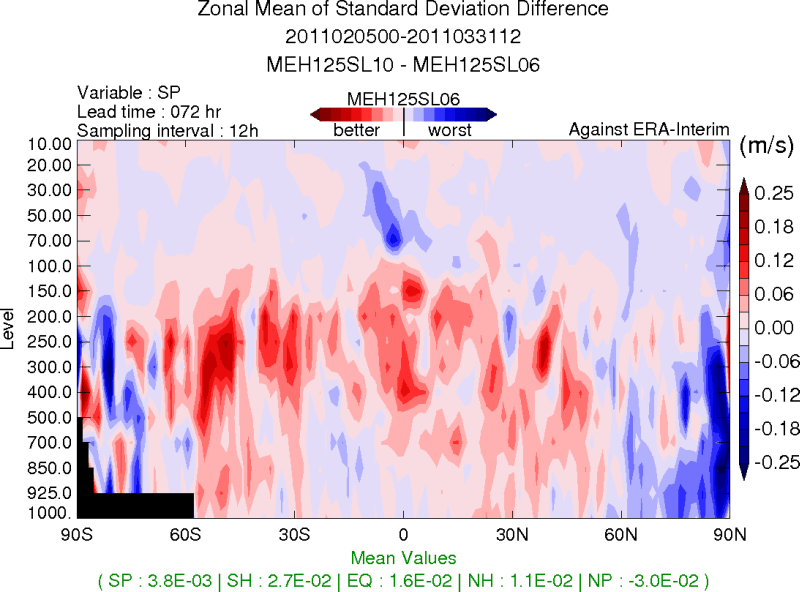 Zonal Mean of Standard Deviation Difference
2011020500-2011033112
MEH125SL10 - MEH125SL06
Variable : SP
Lead time : 072 hr
Sampling interval : 12h
MEH125SL06
better worst
Against ERA-Interim
(m/s)
10.00
20.00
30.00
50.00
70.00
100.0
150.0
200.0
250.0
300.0
400.0
500.0
700.0
850.0
925.0
1000.
Level
0.25
0.18
0.12
0.06
0.00
-0.06
-0.12
-0.18
-0.25
90S 60S 30S 0 30N 60N 90N
Mean Values
( SP : 3.8E-03 | SH : 2.7E-02 | EQ : 1.6E-02 | NH : 1.1E-02 | NP : -3.0E-02 )